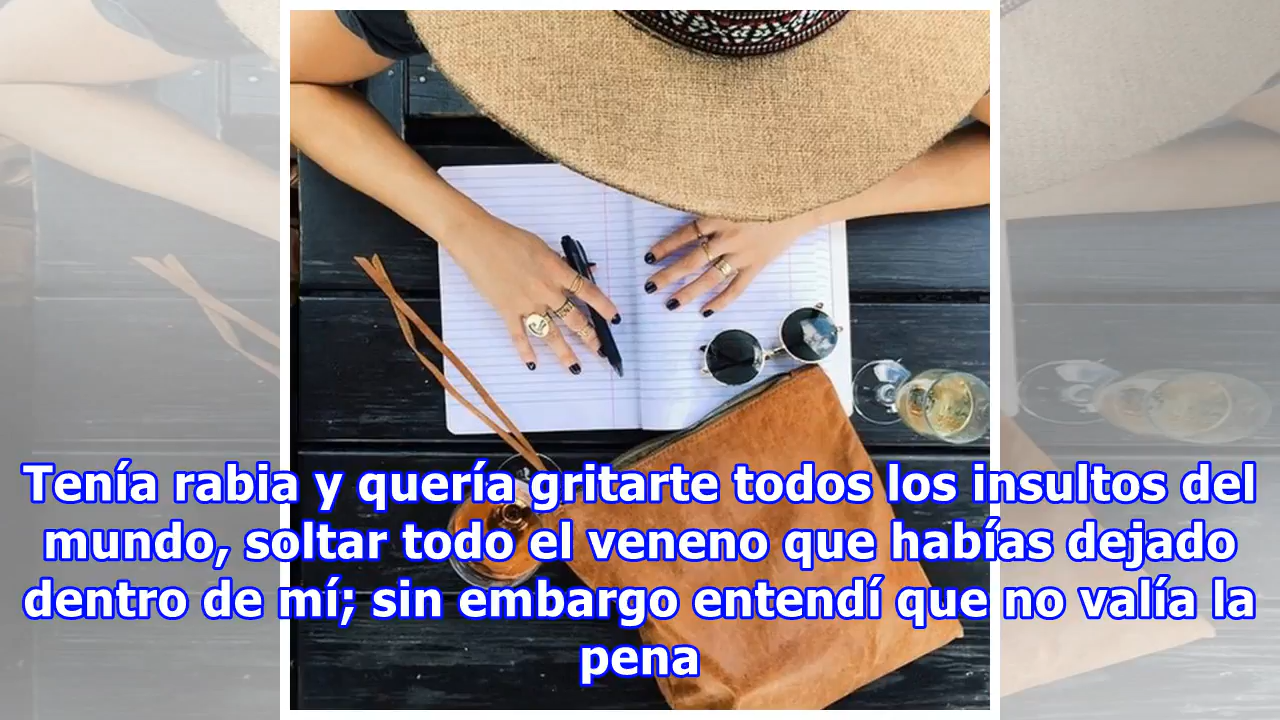 Tenía rabia y quería gritarte todos los insultos del
mundo, soltar todo el veneno que habías dejado
dentro de mí; sin embargo entendí que no valía la
pena